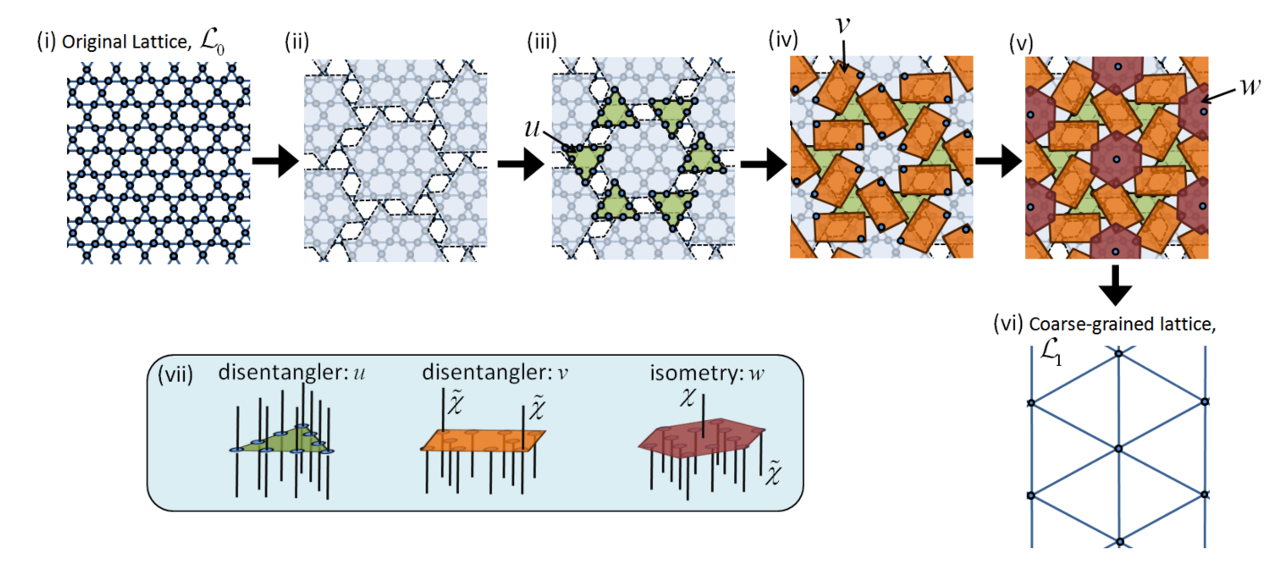 (i) Original Lattice, ℒ₀
(ii)
(iii)
(iv)
(v)
v
u
w
(vi) Coarse-grained lattice,
ℒ₁
(vii)
disentangler: u
disentangler: v
isometry: w
χ̃
χ̃
χ
χ̃